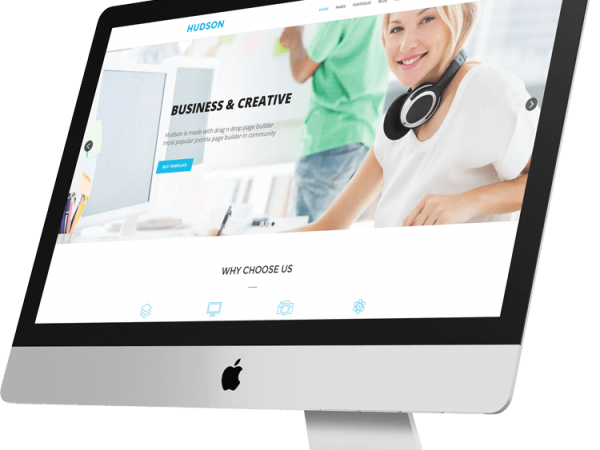 HUDSON
HOME PAGES PORTFOLIO BLOG
BUSINESS & CREATIVE
Hudson is made with drag n drop page builder
most popular joomla page builder in community
BUY TEMPLATE
WHY CHOOSE US